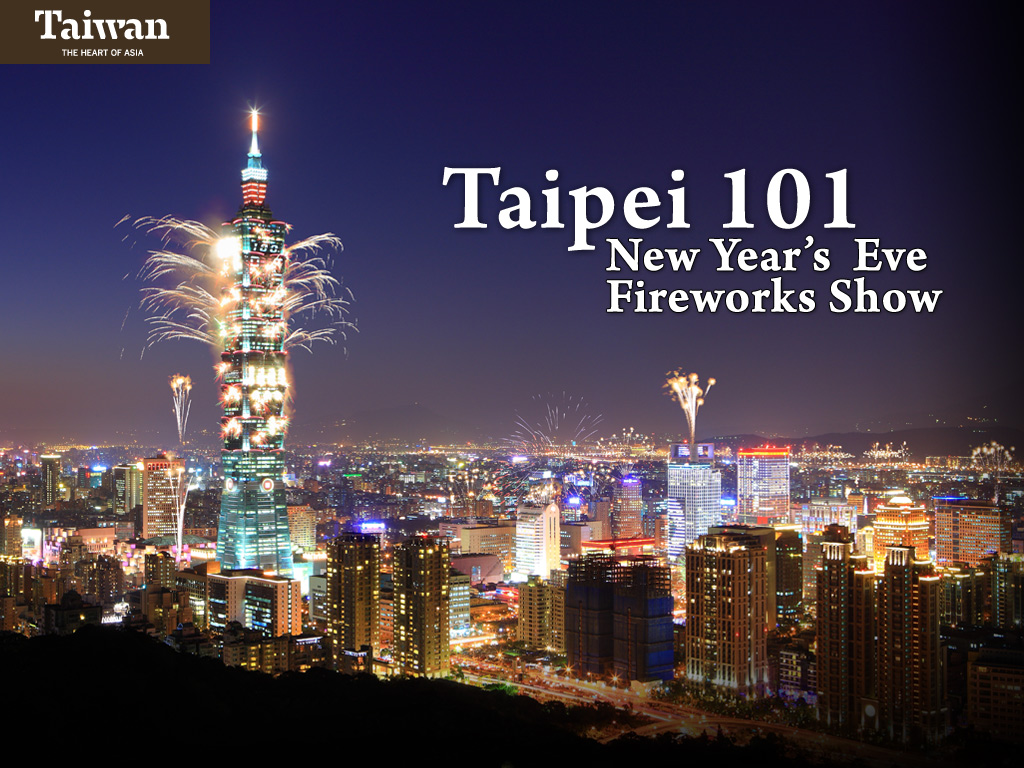 Taiwan
THE HEART OF ASIA
Taipei 101
New Year's Eve
Fireworks Show